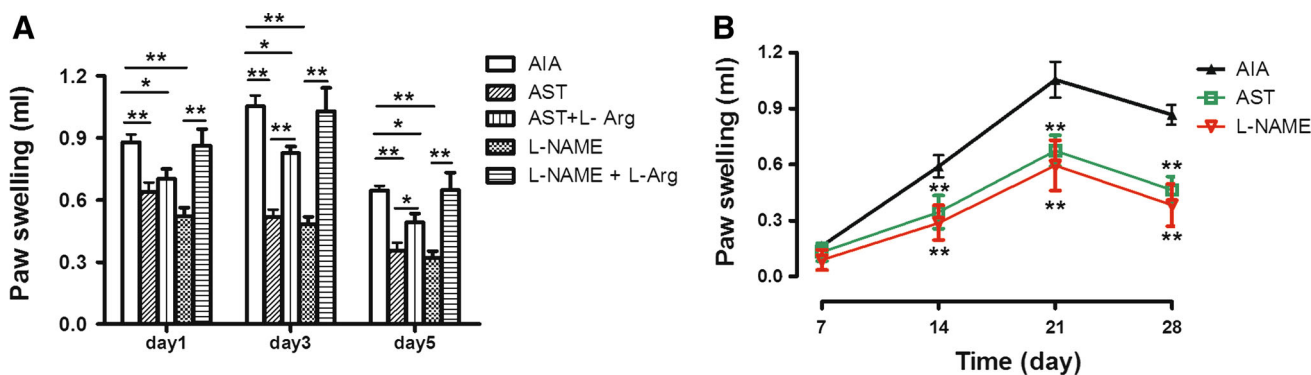 A
Paw swelling (ml)
1.2
0.9
0.6
0.3
0.0
**
*
**
**
**
*
**
**
**
**
*
**
**
*
**
day1
day3
day5
AIA
AST
AST+L- Arg
L-NAME
L-NAME + L-Arg
B
Paw swelling (ml)
1.2
0.9
0.6
0.3
0.0
**
**
**
**
**
**
7
14
21
28
Time (day)
AIA
AST
L-NAME